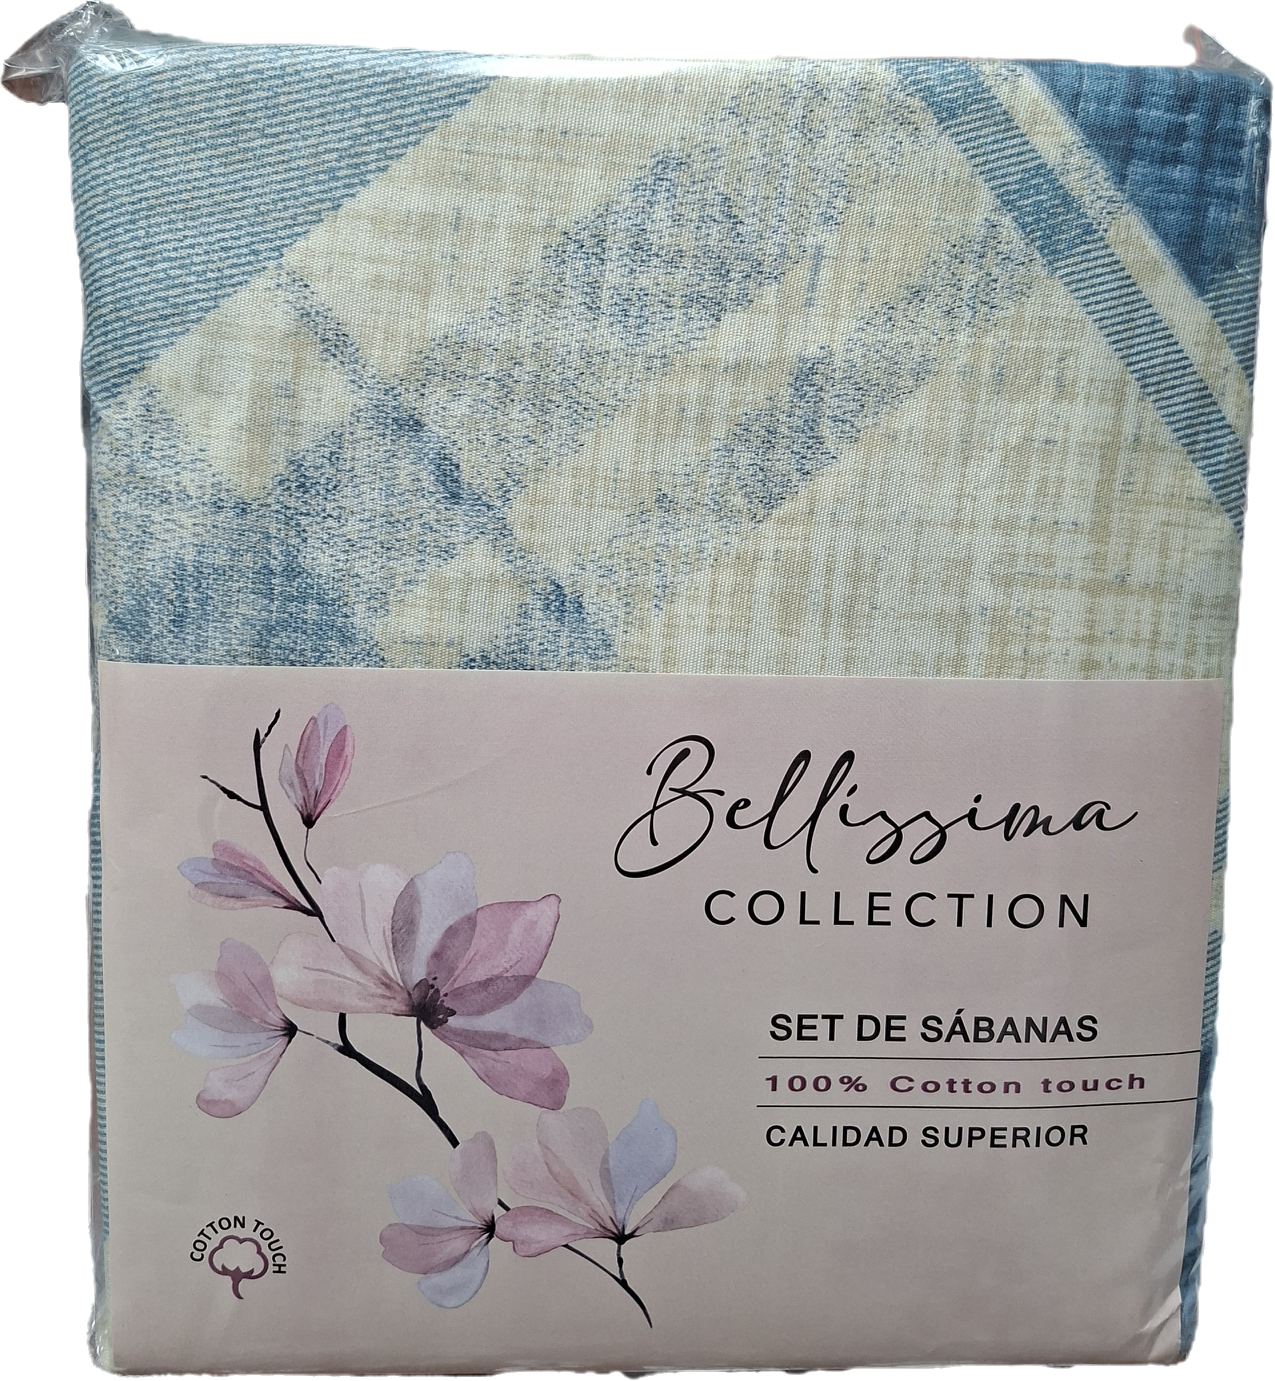 Bellissima
COLLECTION
SET DE SÁBANAS
100% Cotton touch
CALIDAD SUPERIOR
COTTON TOUCH